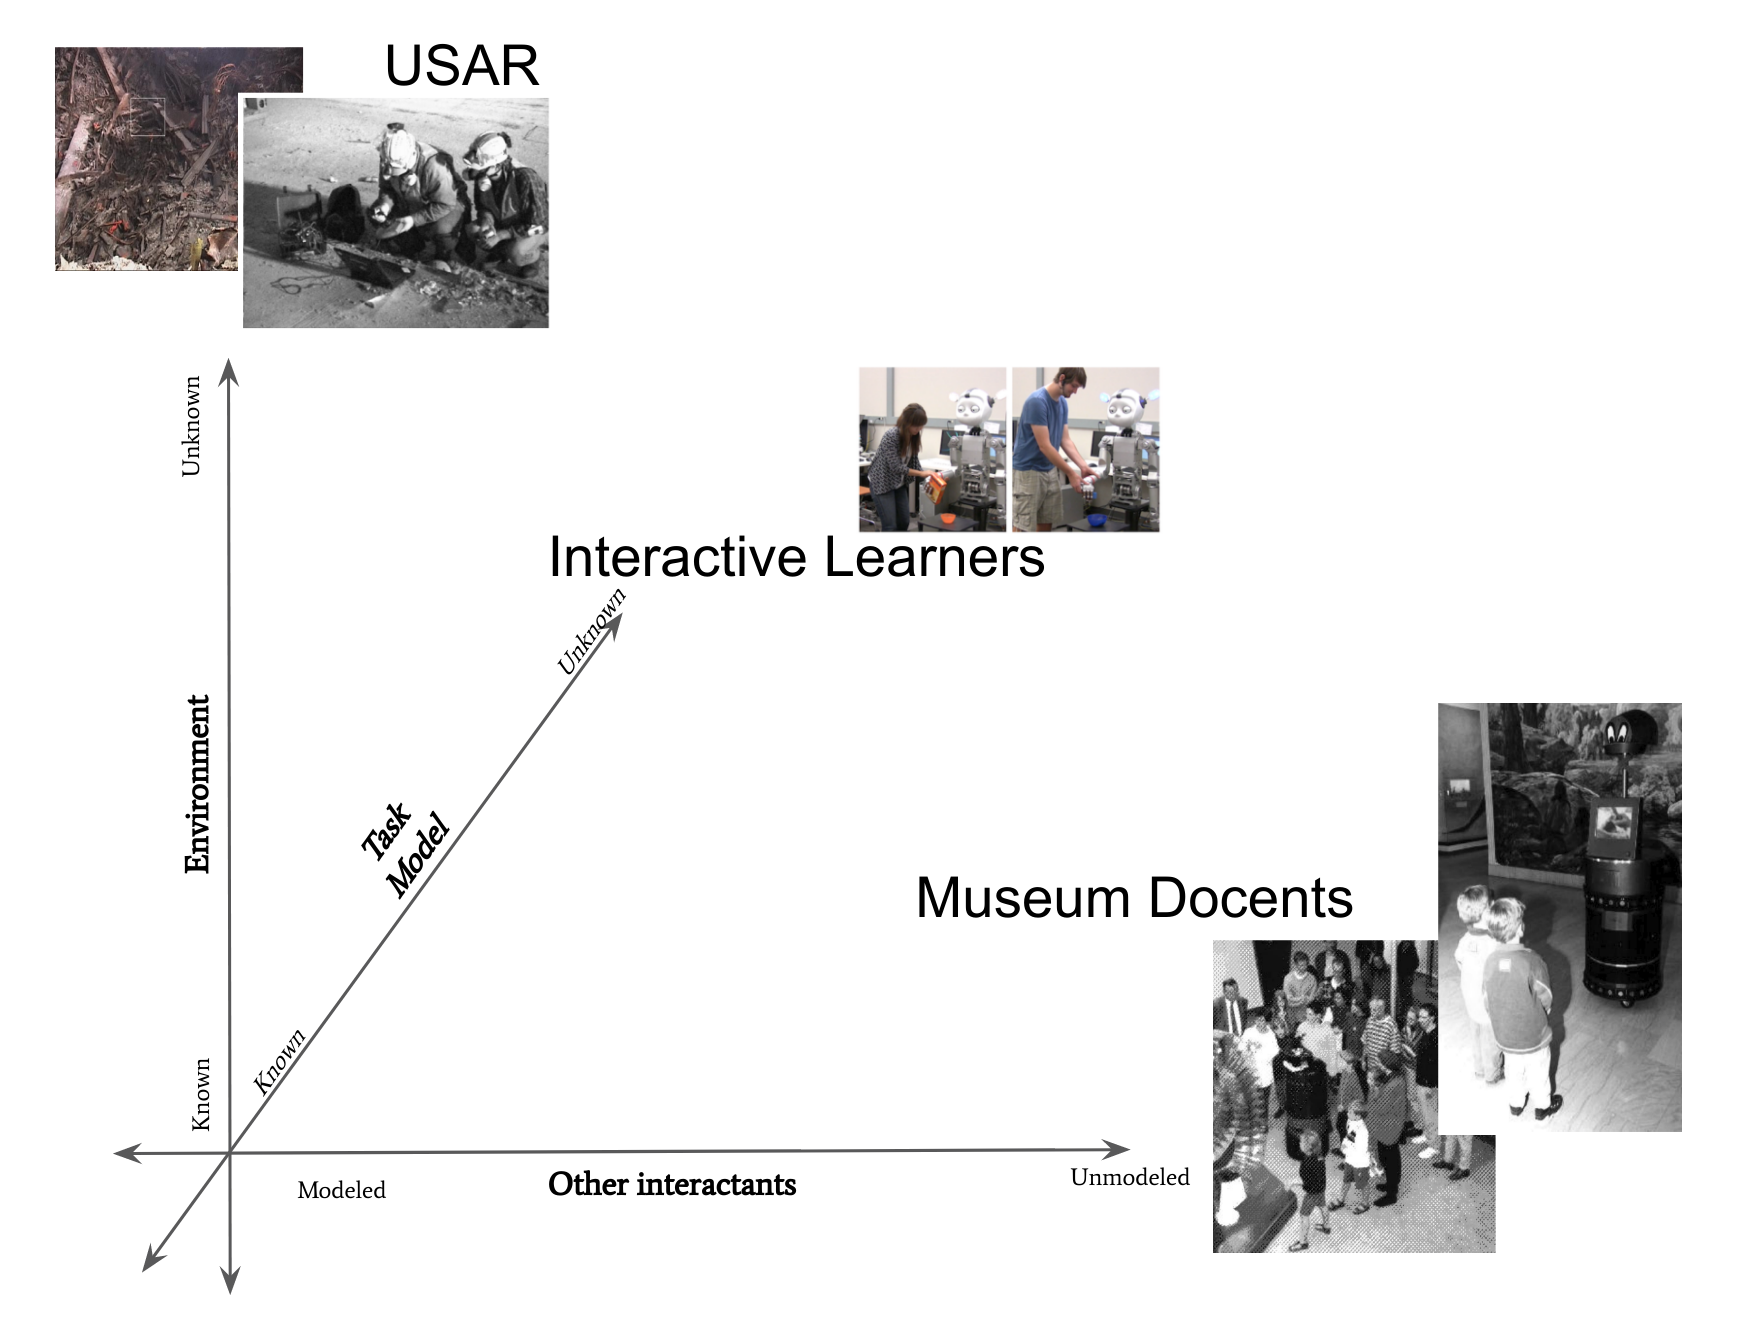 USAR
Unknown
Interactive Learners
Unknown
Environment
Task
Model
Museum Docents
Known
Known
Modeled
Other interactants
Unmodeled